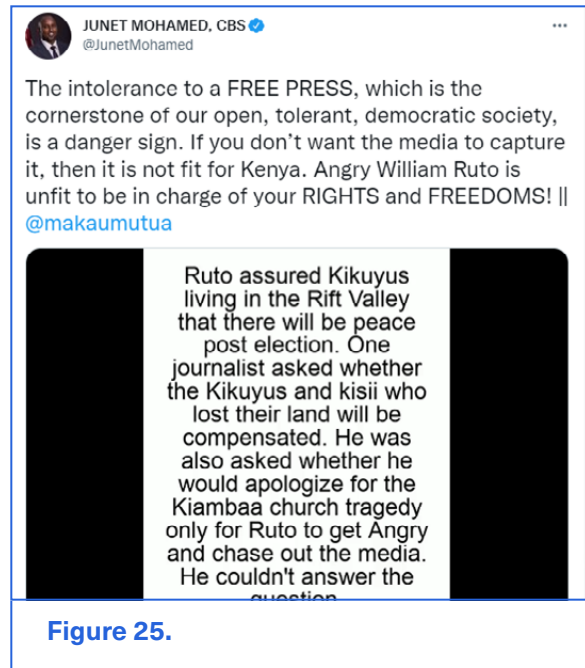 JUNET MOHAMED, CBS
@JunetMohamed
The intolerance to a FREE PRESS, which is the
cornerstone of our open, tolerant, democratic society,
is a danger sign. If you don’t want the media to capture
it, then it is not fit for Kenya. Angry William Ruto is
unfit to be in charge of your RIGHTS and FREEDOMS! ||
@makaumutua
Ruto assured Kikuyus
living in the Rift Valley
that there will be peace
post election. One
journalist asked whether
the Kikuyus and kisii who
lost their land will be
compensated. He was
also asked whether he
would apologize for the
Kiambaa church tragedy
only for Ruto to get Angry
and chase out the media.
He couldn't answer the
question
Figure 25.